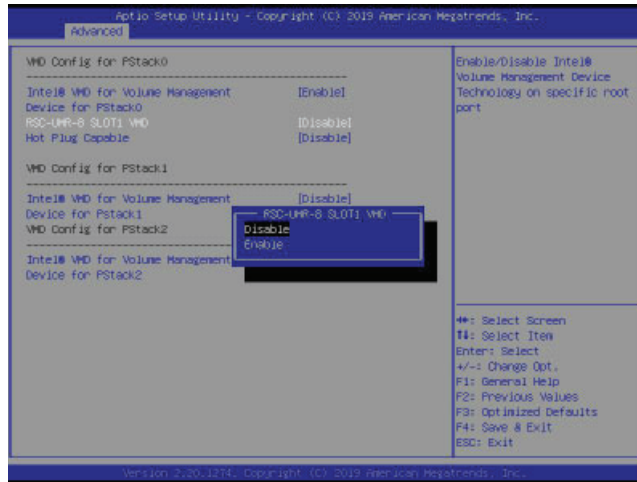 Aptio Setup Utility - Copyright (C) 2019 American Megatrends, Inc.
Advanced
VMD Config for PStack0
Intel® VMD for Volume Management [Enable]
Device for PStack0
RSC-UMR-8 SLOT1 VMD [Disable]
Hot Plug Capable [Disable]
VMD Config for PStack1
Intel® VMD for Volume Management [Disable]
Device for Pstack1
VMD Config for PStack2
Intel® VMD for Volume Management
Device for PStack2
RSC-UMR-8 SLOT1 VMD
Disable
Enable
Enable/Disable Intel®
Volume Management Device
Technology on specific root
port
↔: Select Screen
↑↓: Select Item
Enter: Select
+/-: Change Opt.
F1: General Help
F2: Previous Values
F3: Optimized Defaults
F4: Save & Exit
ESC: Exit
Version 2.20.1274. Copyright (C) 2019 American Megatrends, Inc.